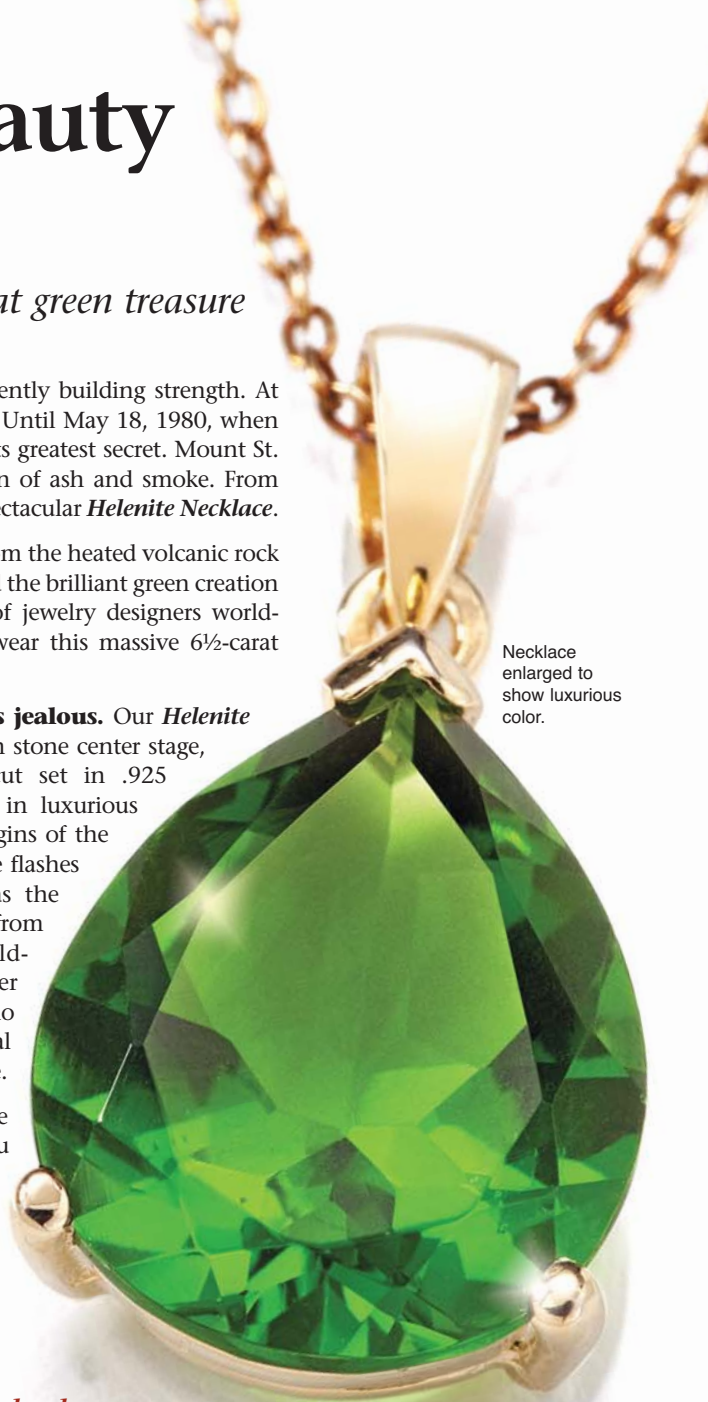 auty
at green treasure
ently building strength. At
Until May 18, 1980, when
ts greatest secret. Mount St.
n of ash and smoke. From
ectacular Helenite Necklace.
m the heated volcanic rock
the brilliant green creation
of jewelry designers world-
wear this massive 6½-carat
s jealous. Our Helenite
n stone center stage,
ut set in .925
in luxurious
gins of the
e flashes
as the
from
ld-
er
o
al
e.
e
u
Necklace
enlarged to
show luxurious
color.